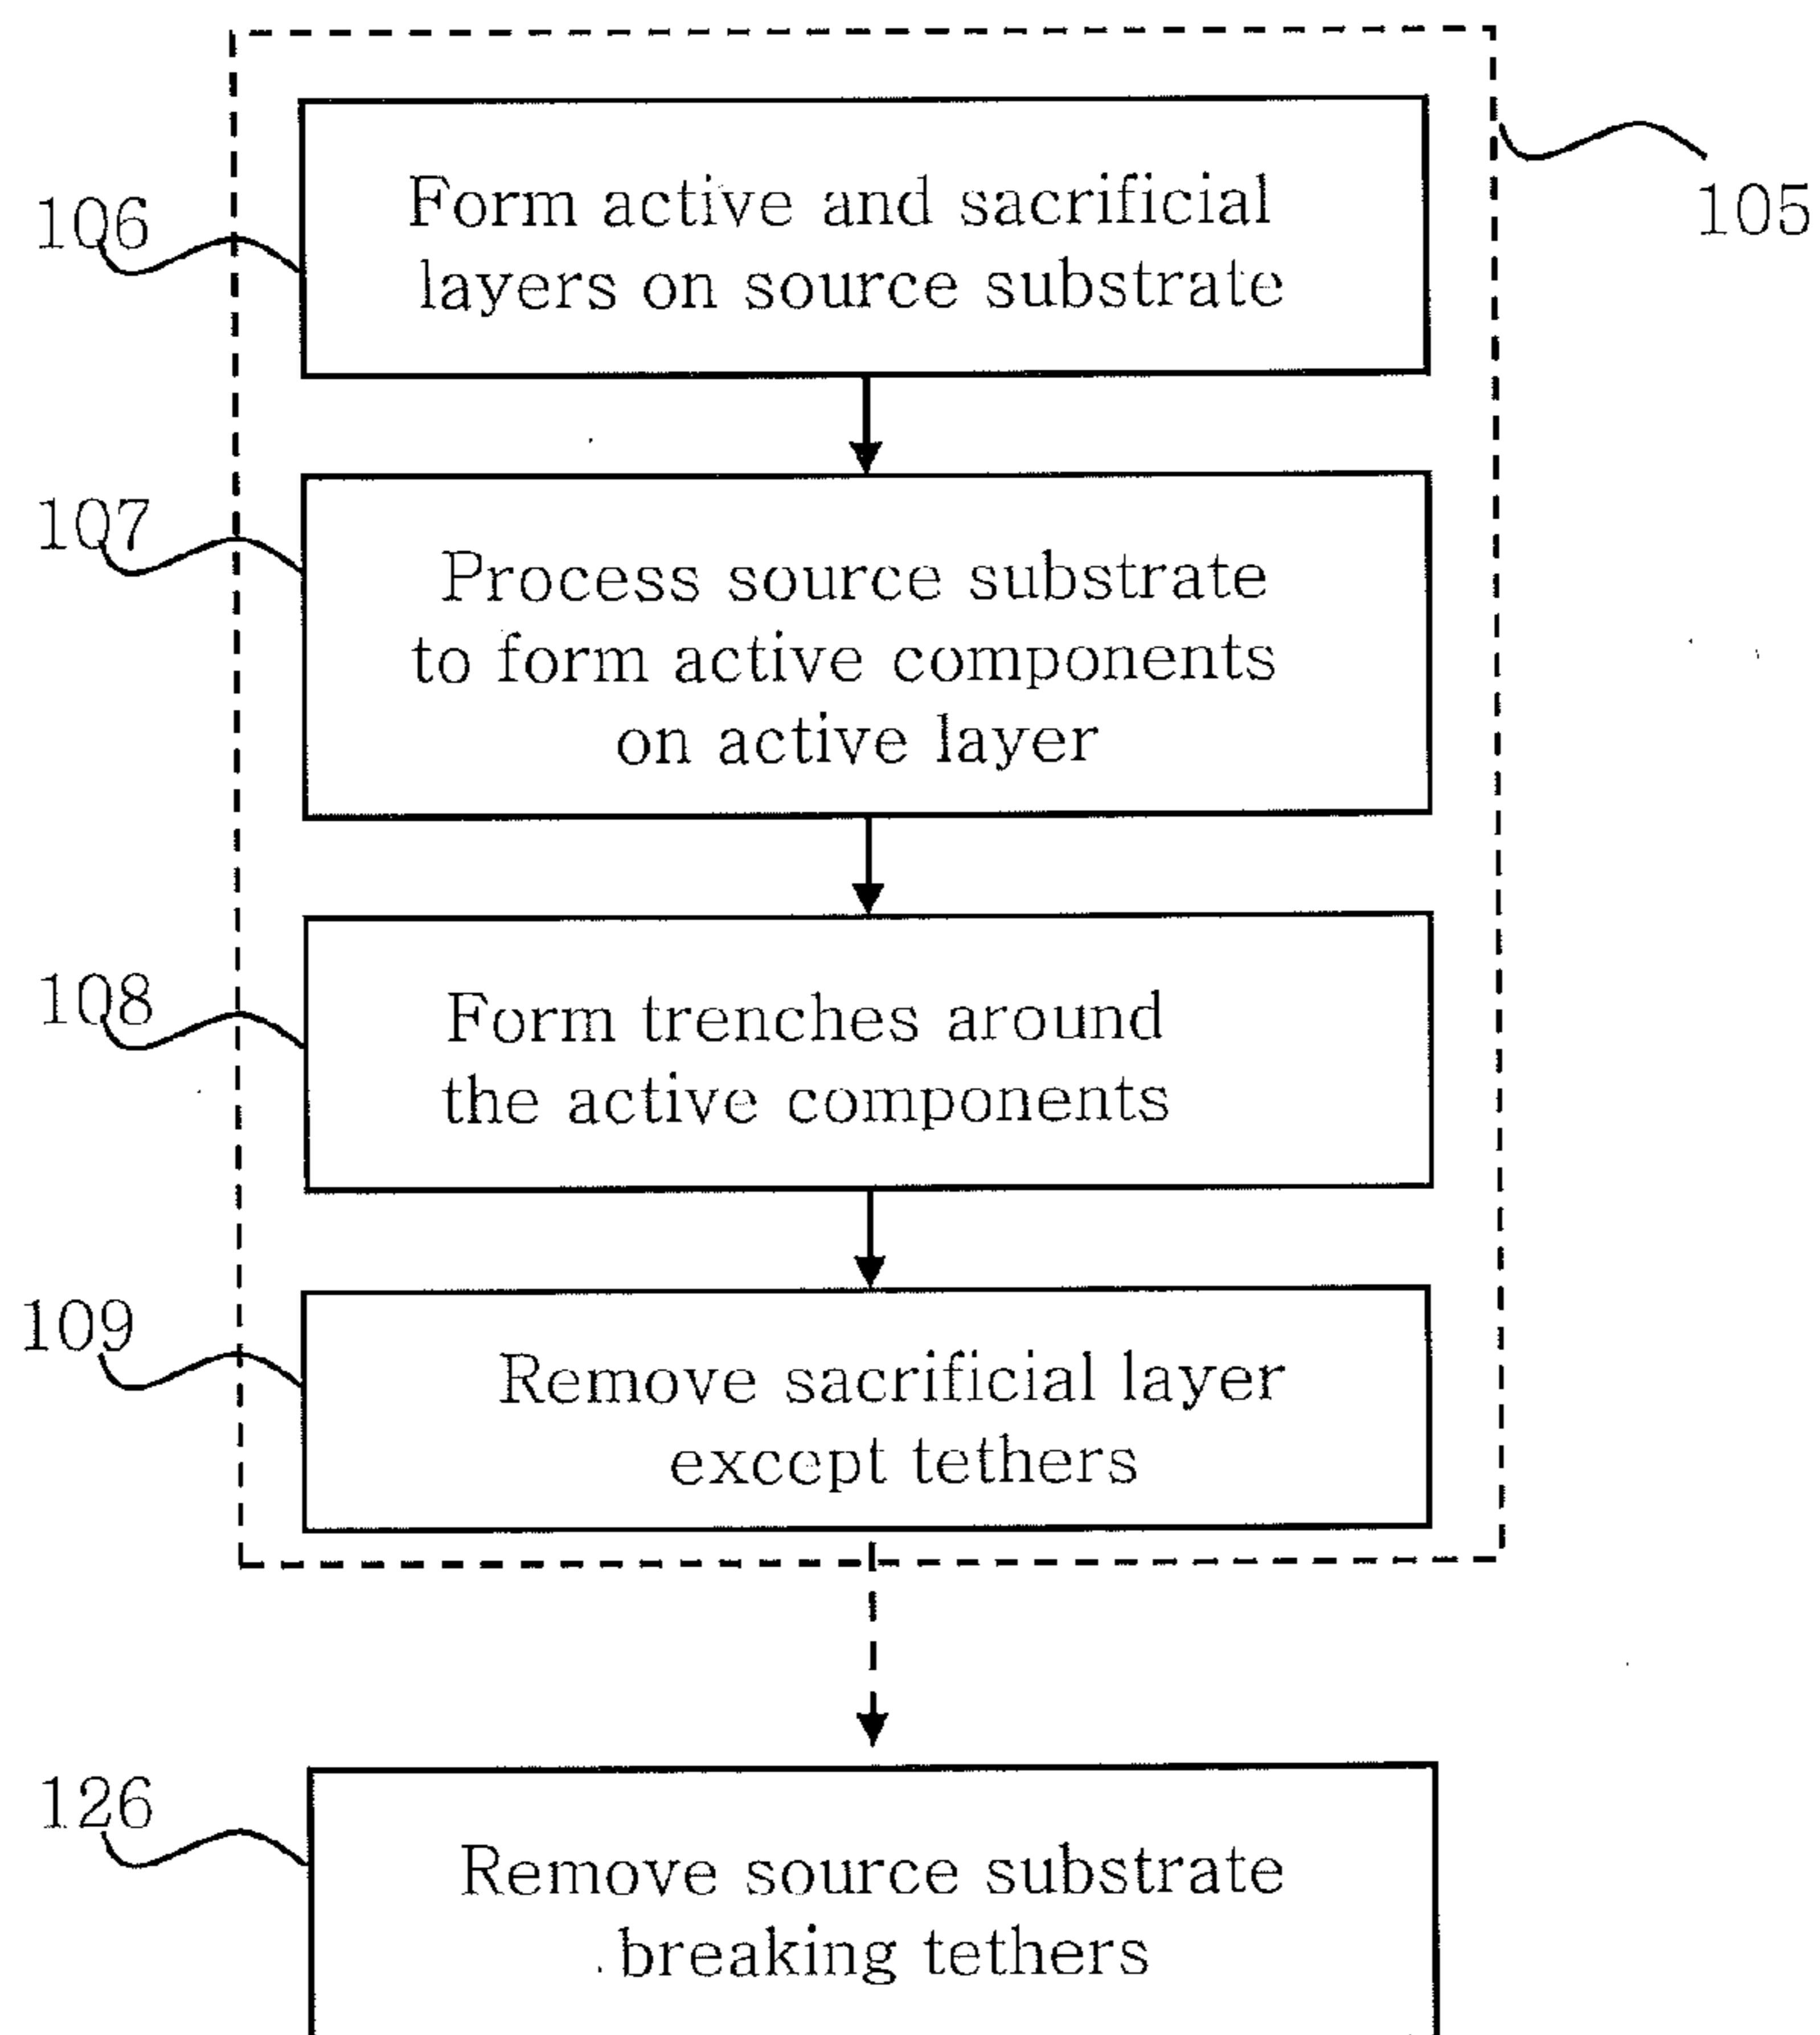 105
106
Form active and sacrificial
layers on source substrate
107
Process source substrate
to form active components
on active layer
108
Form trenches around
the active components
109
Remove sacrificial layer
except tethers
126
Remove source substrate
breaking tethers